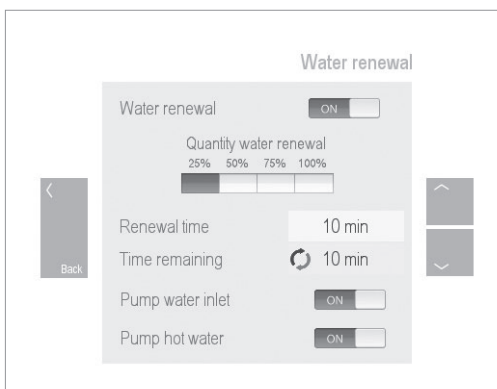 Water renewal
Water renewal ON
Quantity water renewal
25% 50% 75% 100%
Renewal time 10 min
Time remaining 10 min
Pump water inlet ON
Pump hot water ON
Back